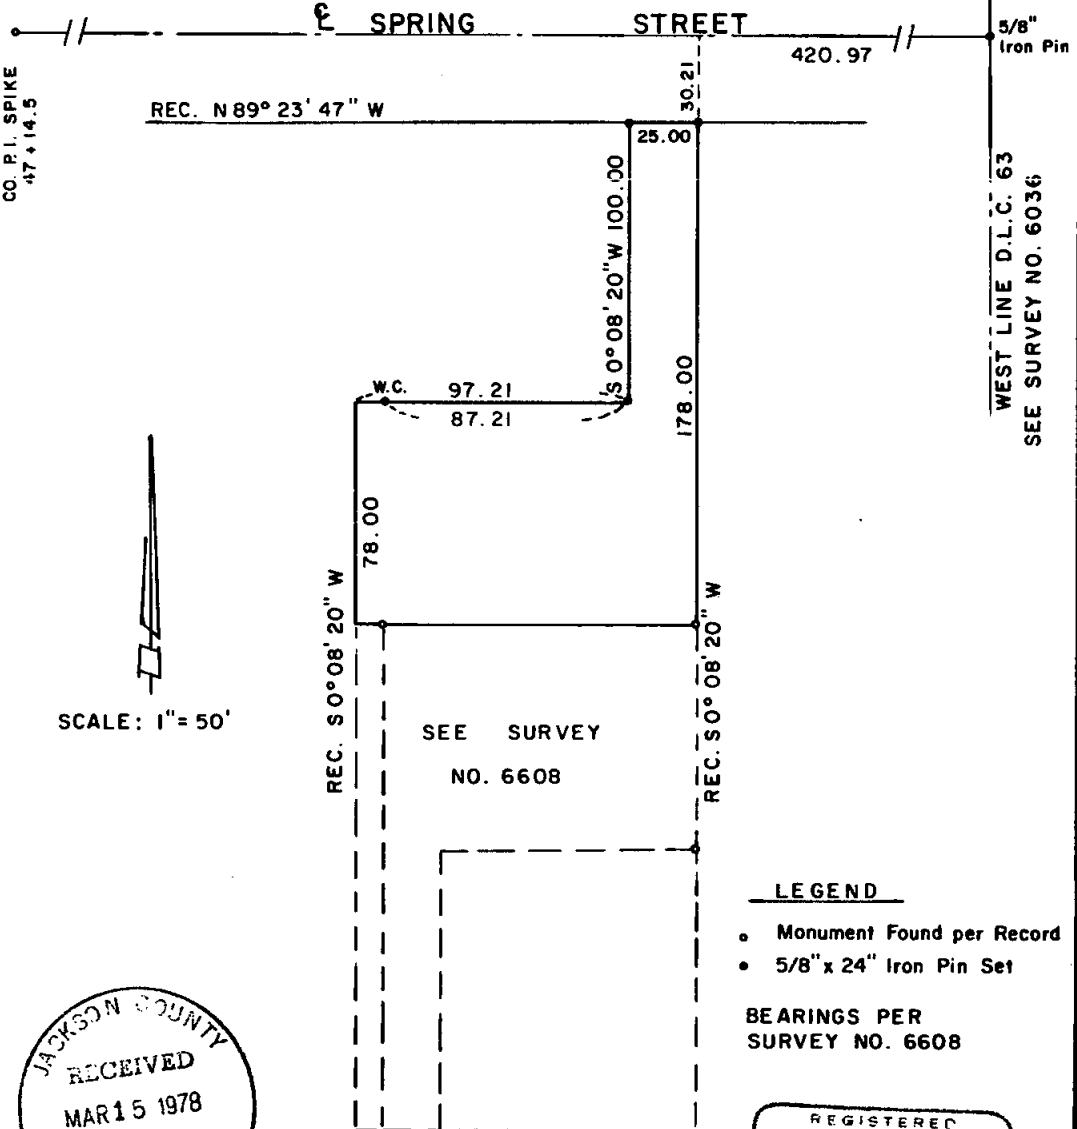 ℄ SPRING STREET
5/8"
Iron Pin
420.97
CO. P.I. SPIKE
47+14.5
30.21
REC. N 89° 23' 47" W
25.00
S 0° 08' 20" W 100.00
WEST LINE D.L.C. 63
SEE SURVEY NO. 6036
178.00
W.C. 97.21
87.21
78.00
REC. S 0° 08' 20" W
REC. S 0° 08' 20" W
SCALE: 1"= 50'
SEE SURVEY
NO. 6608
LEGEND
Monument Found per Record
5/8" x 24" Iron Pin Set
BEARINGS PER
SURVEY NO. 6608
JACKSON COUNTY
RECEIVED
MAR 15 1978
REGISTERED